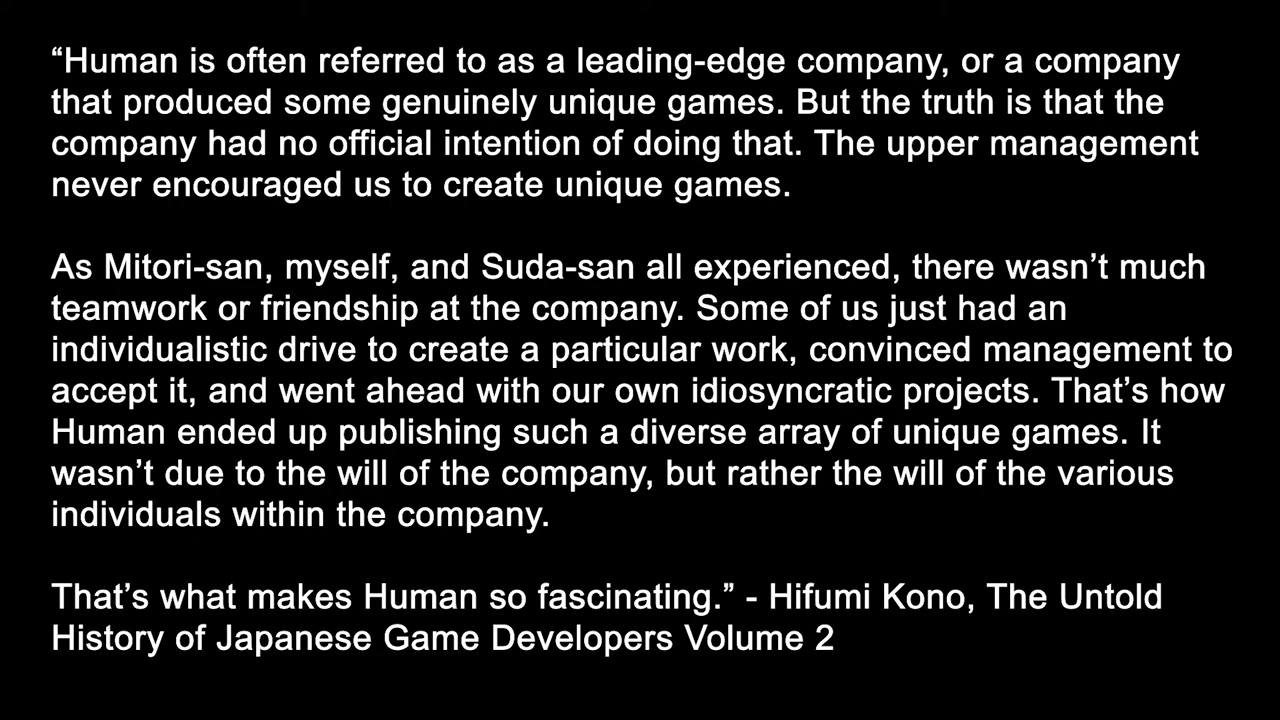 “Human is often referred to as a leading-edge company, or a company
that produced some genuinely unique games. But the truth is that the
company had no official intention of doing that. The upper management
never encouraged us to create unique games.
As Mitori-san, myself, and Suda-san all experienced, there wasn’t much
teamwork or friendship at the company. Some of us just had an
individualistic drive to create a particular work, convinced management to
accept it, and went ahead with our own idiosyncratic projects. That’s how
Human ended up publishing such a diverse array of unique games. It
wasn’t due to the will of the company, but rather the will of the various
individuals within the company.
That’s what makes Human so fascinating.” - Hifumi Kono, The Untold
History of Japanese Game Developers Volume 2